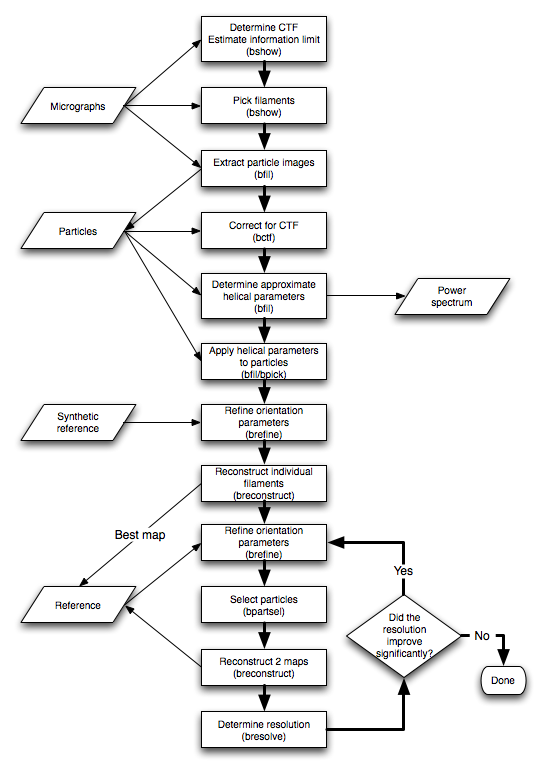 Determine CTF
Estimate information limit
(bshow)
Micrographs
Pick filaments
(bshow)
Extract particle images
(bfil)
Particles
Correct for CTF
(bctf)
Determine approximate
helical parameters
(bfil)
Power
spectrum
Apply helical parameters
to particles
(bfil/bpick)
Synthetic
reference
Refine orientation
parameters
(brefine)
Reconstruct individual
filaments
(breconstruct)
Best map
Refine orientation
parameters
(brefine)
Yes
Reference
Select particles
(bpartsel)
Did the
resolution
improve
significantly?
No
Reconstruct 2 maps
(breconstruct)
Done
Determine resolution
(bresolve)